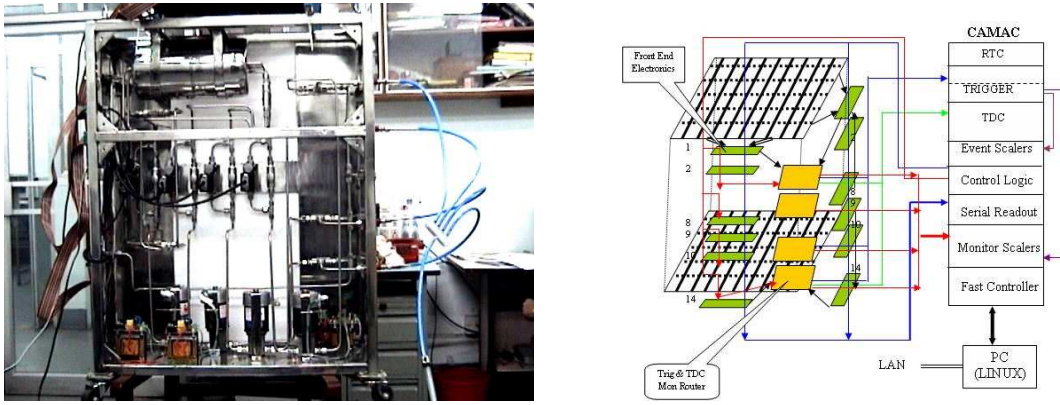 CAMAC
RTC
TRIGGER
TDC
Event Scalers
Control Logic
Serial Readout
Monitor Scalers
Fast Controller
PC
(LINUX)
LAN
Front End
Electronics
1
2
8
9
10
14
8
9
10
14
Trig & TDC
Mon Router